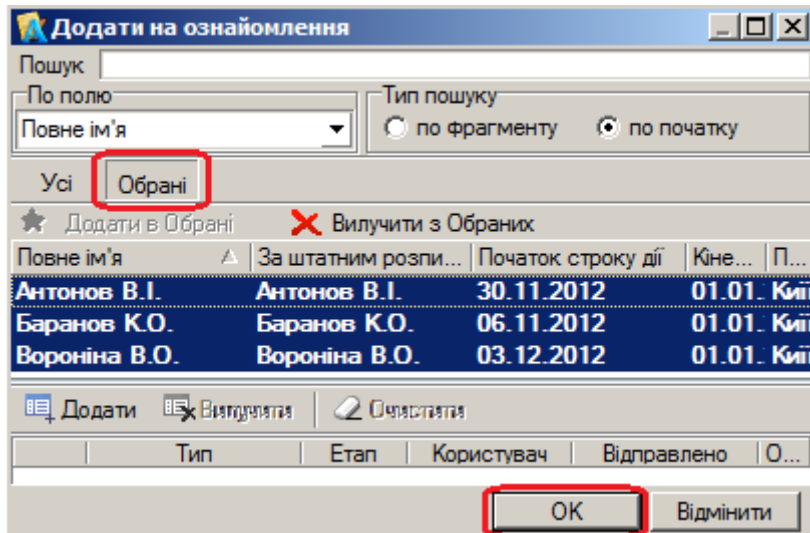 Додати на ознайомлення
Пошук
По полю
Тип пошуку
Повне ім'я
по фрагменту
по початку
Усі
Обрані
Додати в Обрані
Вилучити з Обраних
Повне ім'я За штатним розпи... Початок строку дії Кіне... П...
Антонов В.І. Антонов В.І. 30.11.2012 01.01. Киї
Баранов К.О. Баранов К.О. 06.11.2012 01.01. Киї
Вороніна В.О. Вороніна В.О. 03.12.2012 01.01. Киї
Додати Вилучити Очистити
Тип Етап Користувач Відправлено О...
OK Відмінити